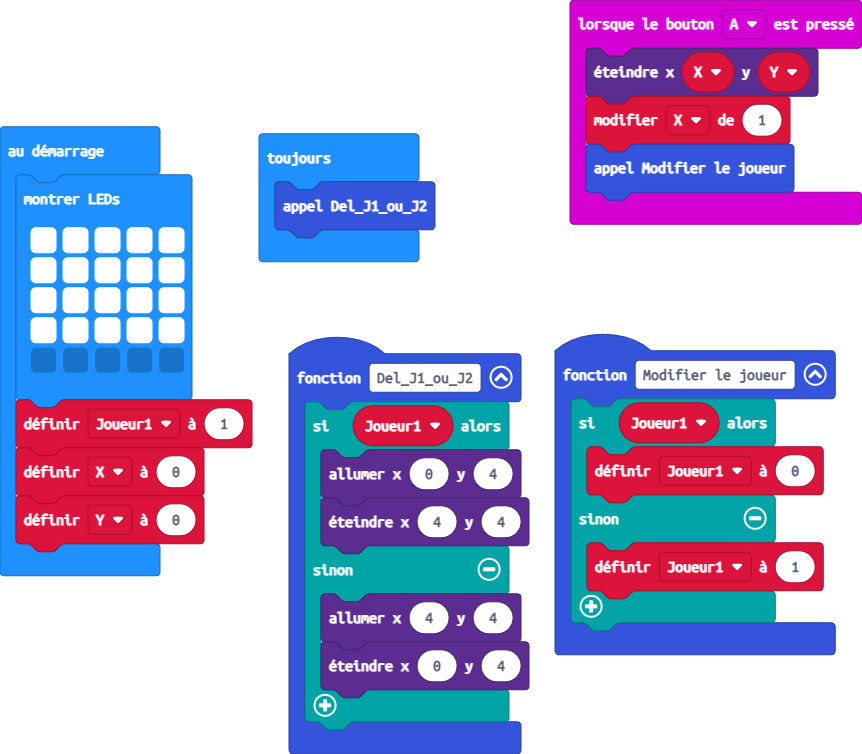 lorsque le bouton A est pressé
éteindre x X y Y
modifier X de 1
appel Modifier le joueur
au démarrage
montrer LEDs
définir Joueur1 à 1
définir X à 0
définir Y à 0
toujours
appel Del_J1_ou_J2
fonction Del_J1_ou_J2
si Joueur1 alors
allumer x 0 y 4
éteindre x 4 y 4
sinon
allumer x 4 y 4
éteindre x 0 y 4
fonction Modifier le joueur
si Joueur1 alors
définir Joueur1 à 0
sinon
définir Joueur1 à 1